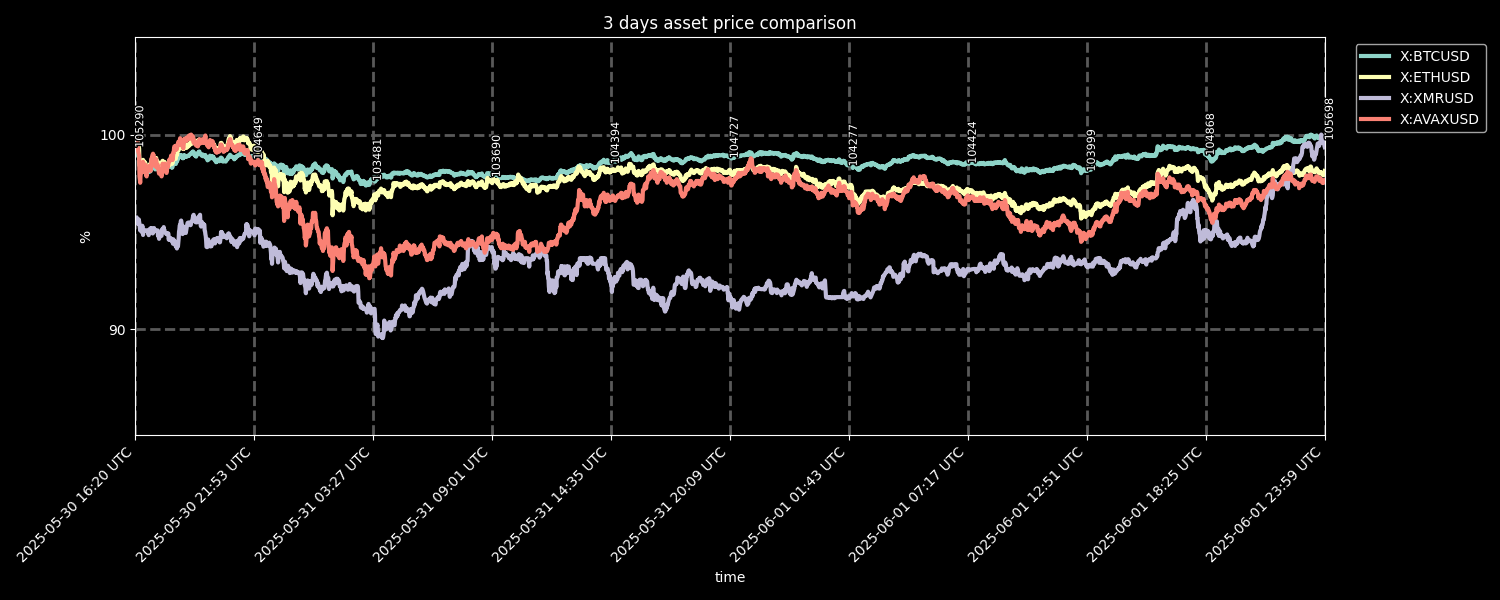 3 days asset price comparison
X:BTCUSD
X:ETHUSD
X:XMRUSD
X:AVAXUSD
100
90
%
105290
104649
103481
103690
104394
104727
104277
104424
103999
104868
105698
2025-05-30 16:20 UTC
2025-05-30 21:53 UTC
2025-05-31 03:27 UTC
2025-05-31 09:01 UTC
2025-05-31 14:35 UTC
2025-05-31 20:09 UTC
2025-06-01 01:43 UTC
2025-06-01 07:17 UTC
2025-06-01 12:51 UTC
2025-06-01 18:25 UTC
2025-06-01 23:59 UTC
time